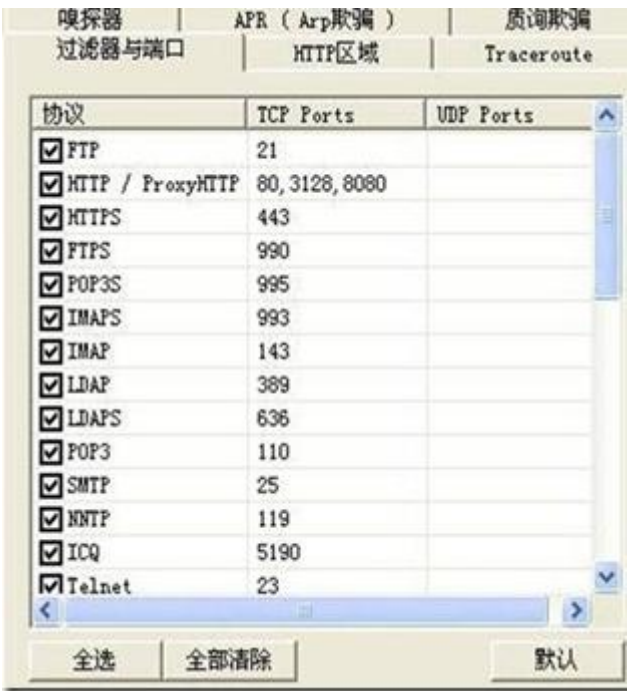 嗅探器 APR ( Arp欺骗 ) 质询欺骗
过滤器与端口 HTTP区域 Traceroute
协议 TCP Ports UDP Ports
FTP 21
HTTP / ProxyHTTP 80,3128,8080
HTTPS 443
FTPS 990
POP3S 995
IMAPS 993
IMAP 143
LDAP 389
LDAPS 636
POP3 110
SMTP 25
NNTP 119
ICQ 5190
Telnet 23
全选 全部清除 默认